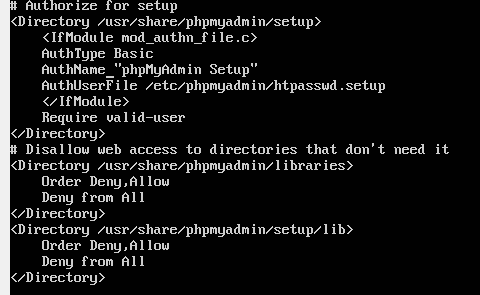 # Authorize for setup
<Directory /usr/share/phpmyadmin/setup>
    <IfModule mod_authn_file.c>
    AuthType Basic
    AuthName_"phpMyAdmin Setup"
    AuthUserFile /etc/phpmyadmin/htpasswd.setup
    </IfModule>
    Require valid-user
</Directory>
# Disallow web access to directories that don't need it
<Directory /usr/share/phpmyadmin/libraries>
    Order Deny,Allow
    Deny from All
</Directory>
<Directory /usr/share/phpmyadmin/setup/lib>
    Order Deny,Allow
    Deny from All
</Directory>